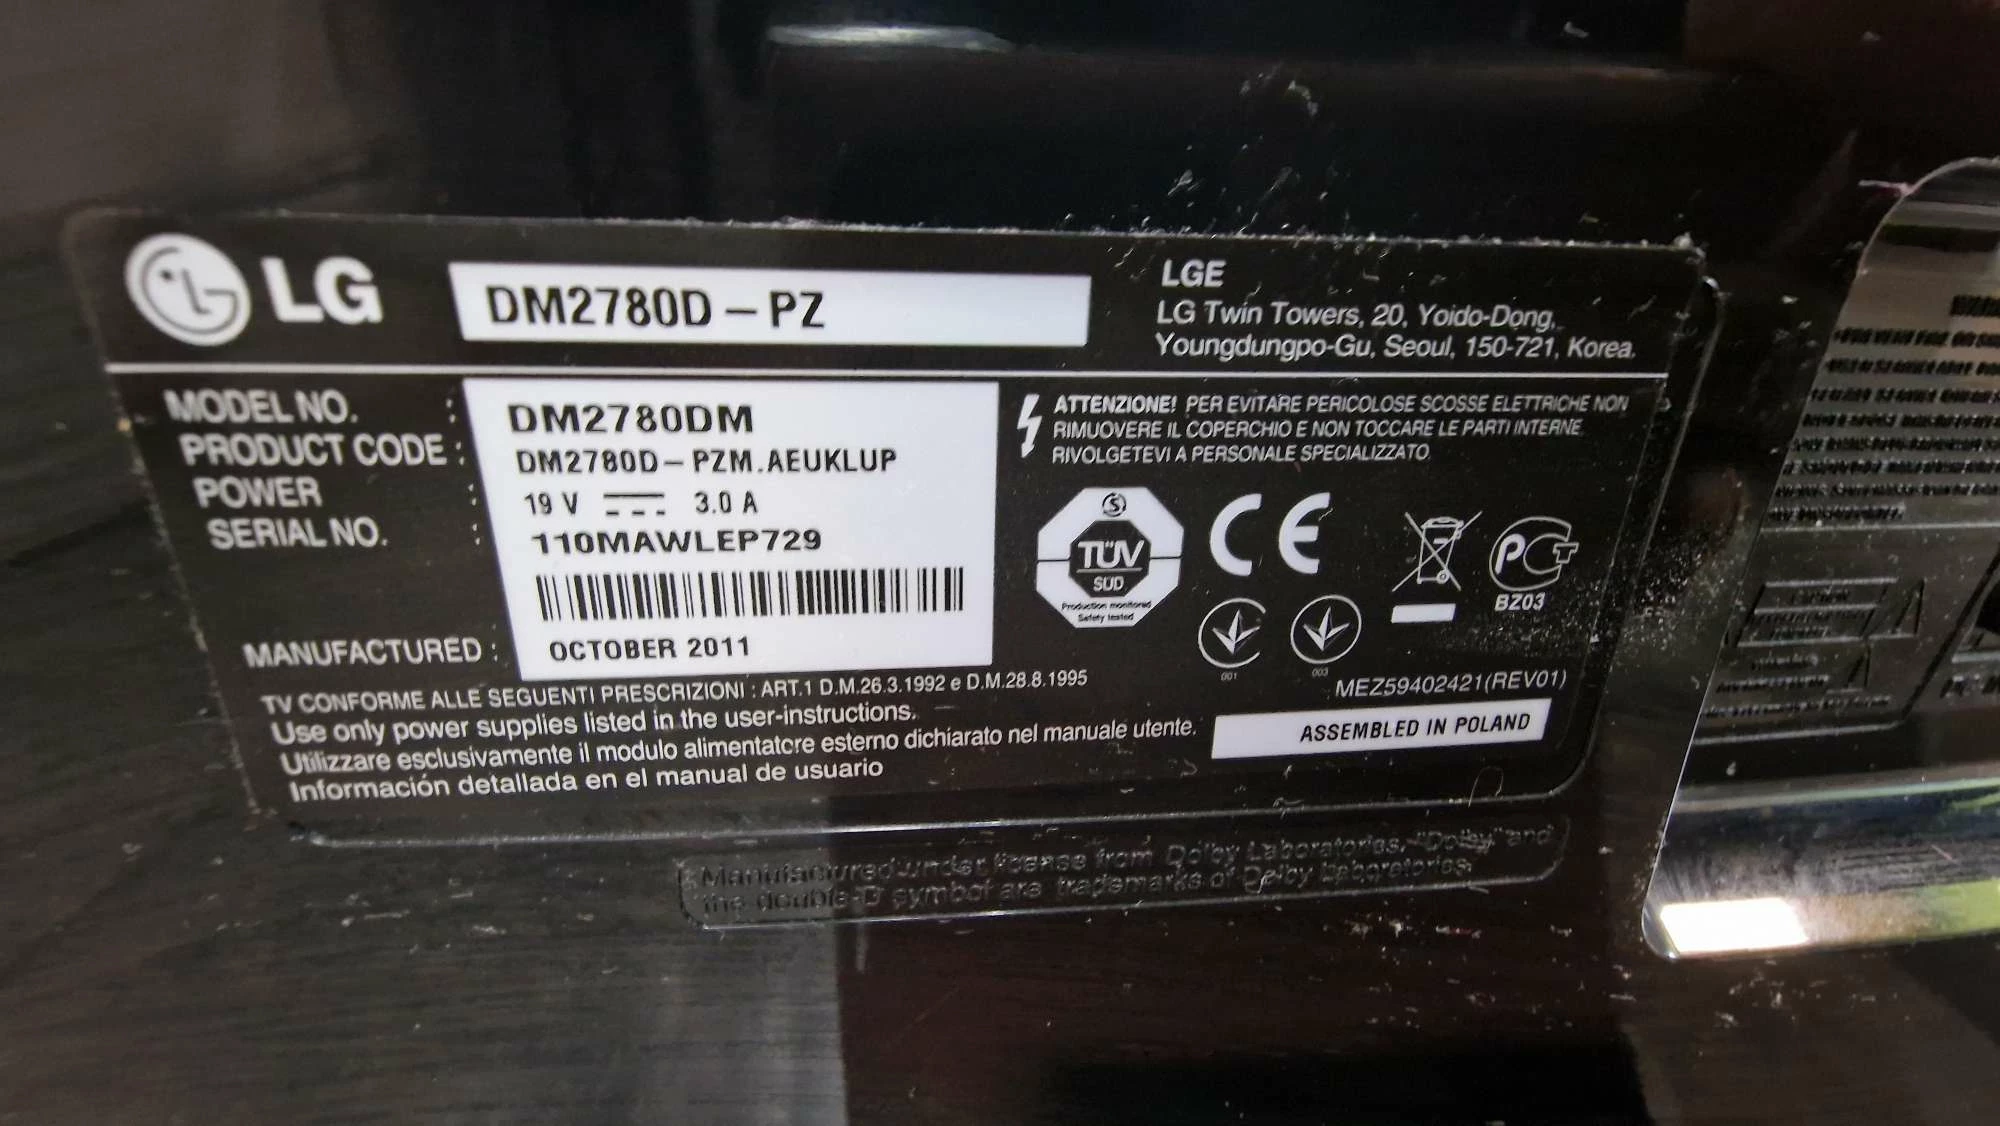 LG
DM2780D-PZ
LGE
LG Twin Towers, 20, Yoido-Dong,
Youngdungpo-Gu, Seoul, 150-721, Korea.
MODEL NO. : DM2780DM
PRODUCT CODE : DM2780D-PZM.AEUKLUP
POWER : 19 V 3.0 A
SERIAL NO. : 110MAWLEP729
MANUFACTURED : OCTOBER 2011
ATTENZIONE! PER EVITARE PERICOLOSE SCOSSE ELETTRICHE NON
RIMUOVERE IL COPERCHIO E NON TOCCARE LE PARTI INTERNE.
RIVOLGETEVI A PERSONALE SPECIALIZZATO.
S
TÜV
SÜD
Production monitored
Safety tested
CE
PCT
BZ03
001
003
MEZ59402421(REV01)
ASSEMBLED IN POLAND
TV CONFORME ALLE SEGUENTI PRESCRIZIONI : ART.1 D.M.26.3.1992 e D.M.28.8.1995
Use only power supplies listed in the user-instructions.
Utilizzare esclusivamente il modulo alimentatore esterno dichiarato nel manuale utente.
Información detallada en el manual de usuario
Manufactured under license from Dolby Laboratories. "Dolby" and
the double-D symbol are trademarks of Dolby Laboratories.